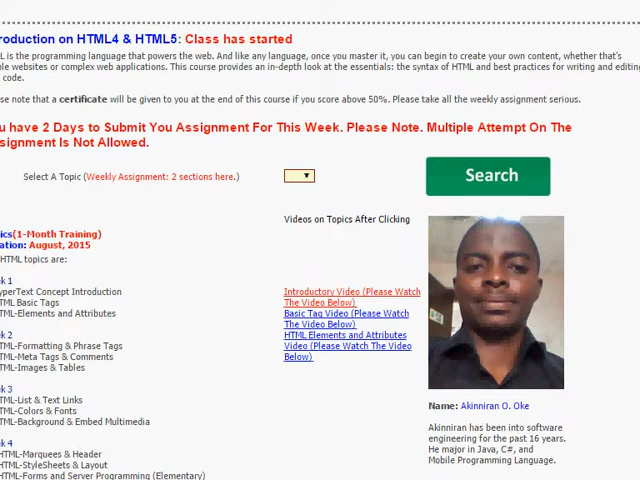 roduction on HTML4 & HTML5: Class has started
L is the programming language that powers the web. And like any language, once you master it, you can begin to create your own content, whether that's
ple websites or complex web applications. This course provides an in-depth look at the essentials: the syntax of HTML and best practices for writing and editing
code.
se note that a certificate will be given to you at the end of this course if you score above 50%. Please take all the weekly assignment serious.
u have 2 Days to Submit You Assignment For This Week. Please Note. Multiple Attempt On The
signment Is Not Allowed.
Select A Topic (Weekly Assignment: 2 sections here.)
Search
Videos on Topics After Clicking
ics(1-Month Training)
ation: August, 2015
HTML topics are:
ek 1
yperText Concept Introduction
TML Basic Tags
TML-Elements and Attributes
ek 2
TML-Formatting & Phrase Tags
TML-Meta Tags & Comments
TML-Images & Tables
ek 3
TML-List & Text Links
TML-Colors & Fonts
TML-Background & Embed Multimedia
ek 4
HTML-Marquees & Header
HTML-StyleSheets & Layout
HTML-Forms and Server Programming (Elementary)
Introductory Video (Please Watch
The Video Below)
Basic Tag Video (Please Watch
The Video Below)
HTML Elements and Attributes
Video (Please Watch The Video
Below)
Name: Akinniran O. Oke
Akinniran has been into software
engineering for the past 16 years.
He major in Java, C#, and
Mobile Programming Language.